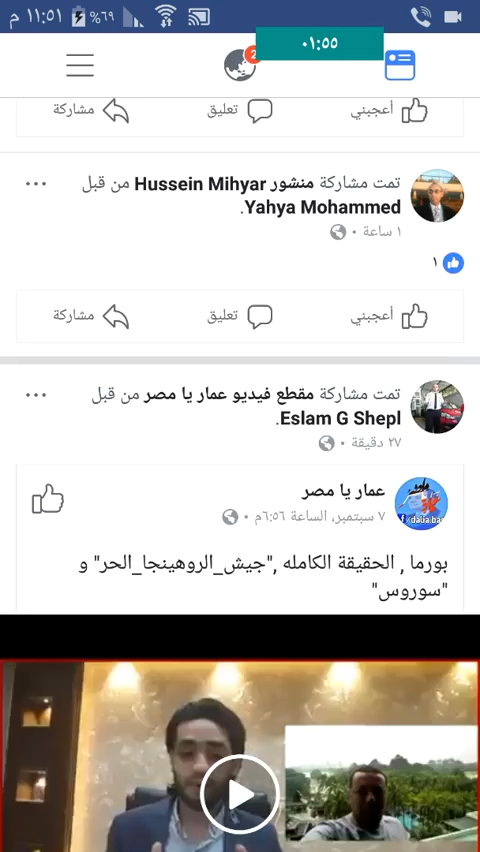 ١١:٥١ م
%٦٩
٠١:٥٥
2
أعجبني
تعليق
مشاركة
تمت مشاركة منشور Hussein Mihyar من قبل
Yahya Mohammed.
١ ساعة
١
أعجبني
تعليق
مشاركة
تمت مشاركة مقطع فيديو عمار يا مصر من قبل
Eslam G Shepl.
٢٧ دقيقة
عمار يا مصر
٧ سبتمبر، الساعة ٦:٥٦م
بورما , الحقيقة الكامله ,"جيش_الروهينجا_الحر" و
"سوروس"